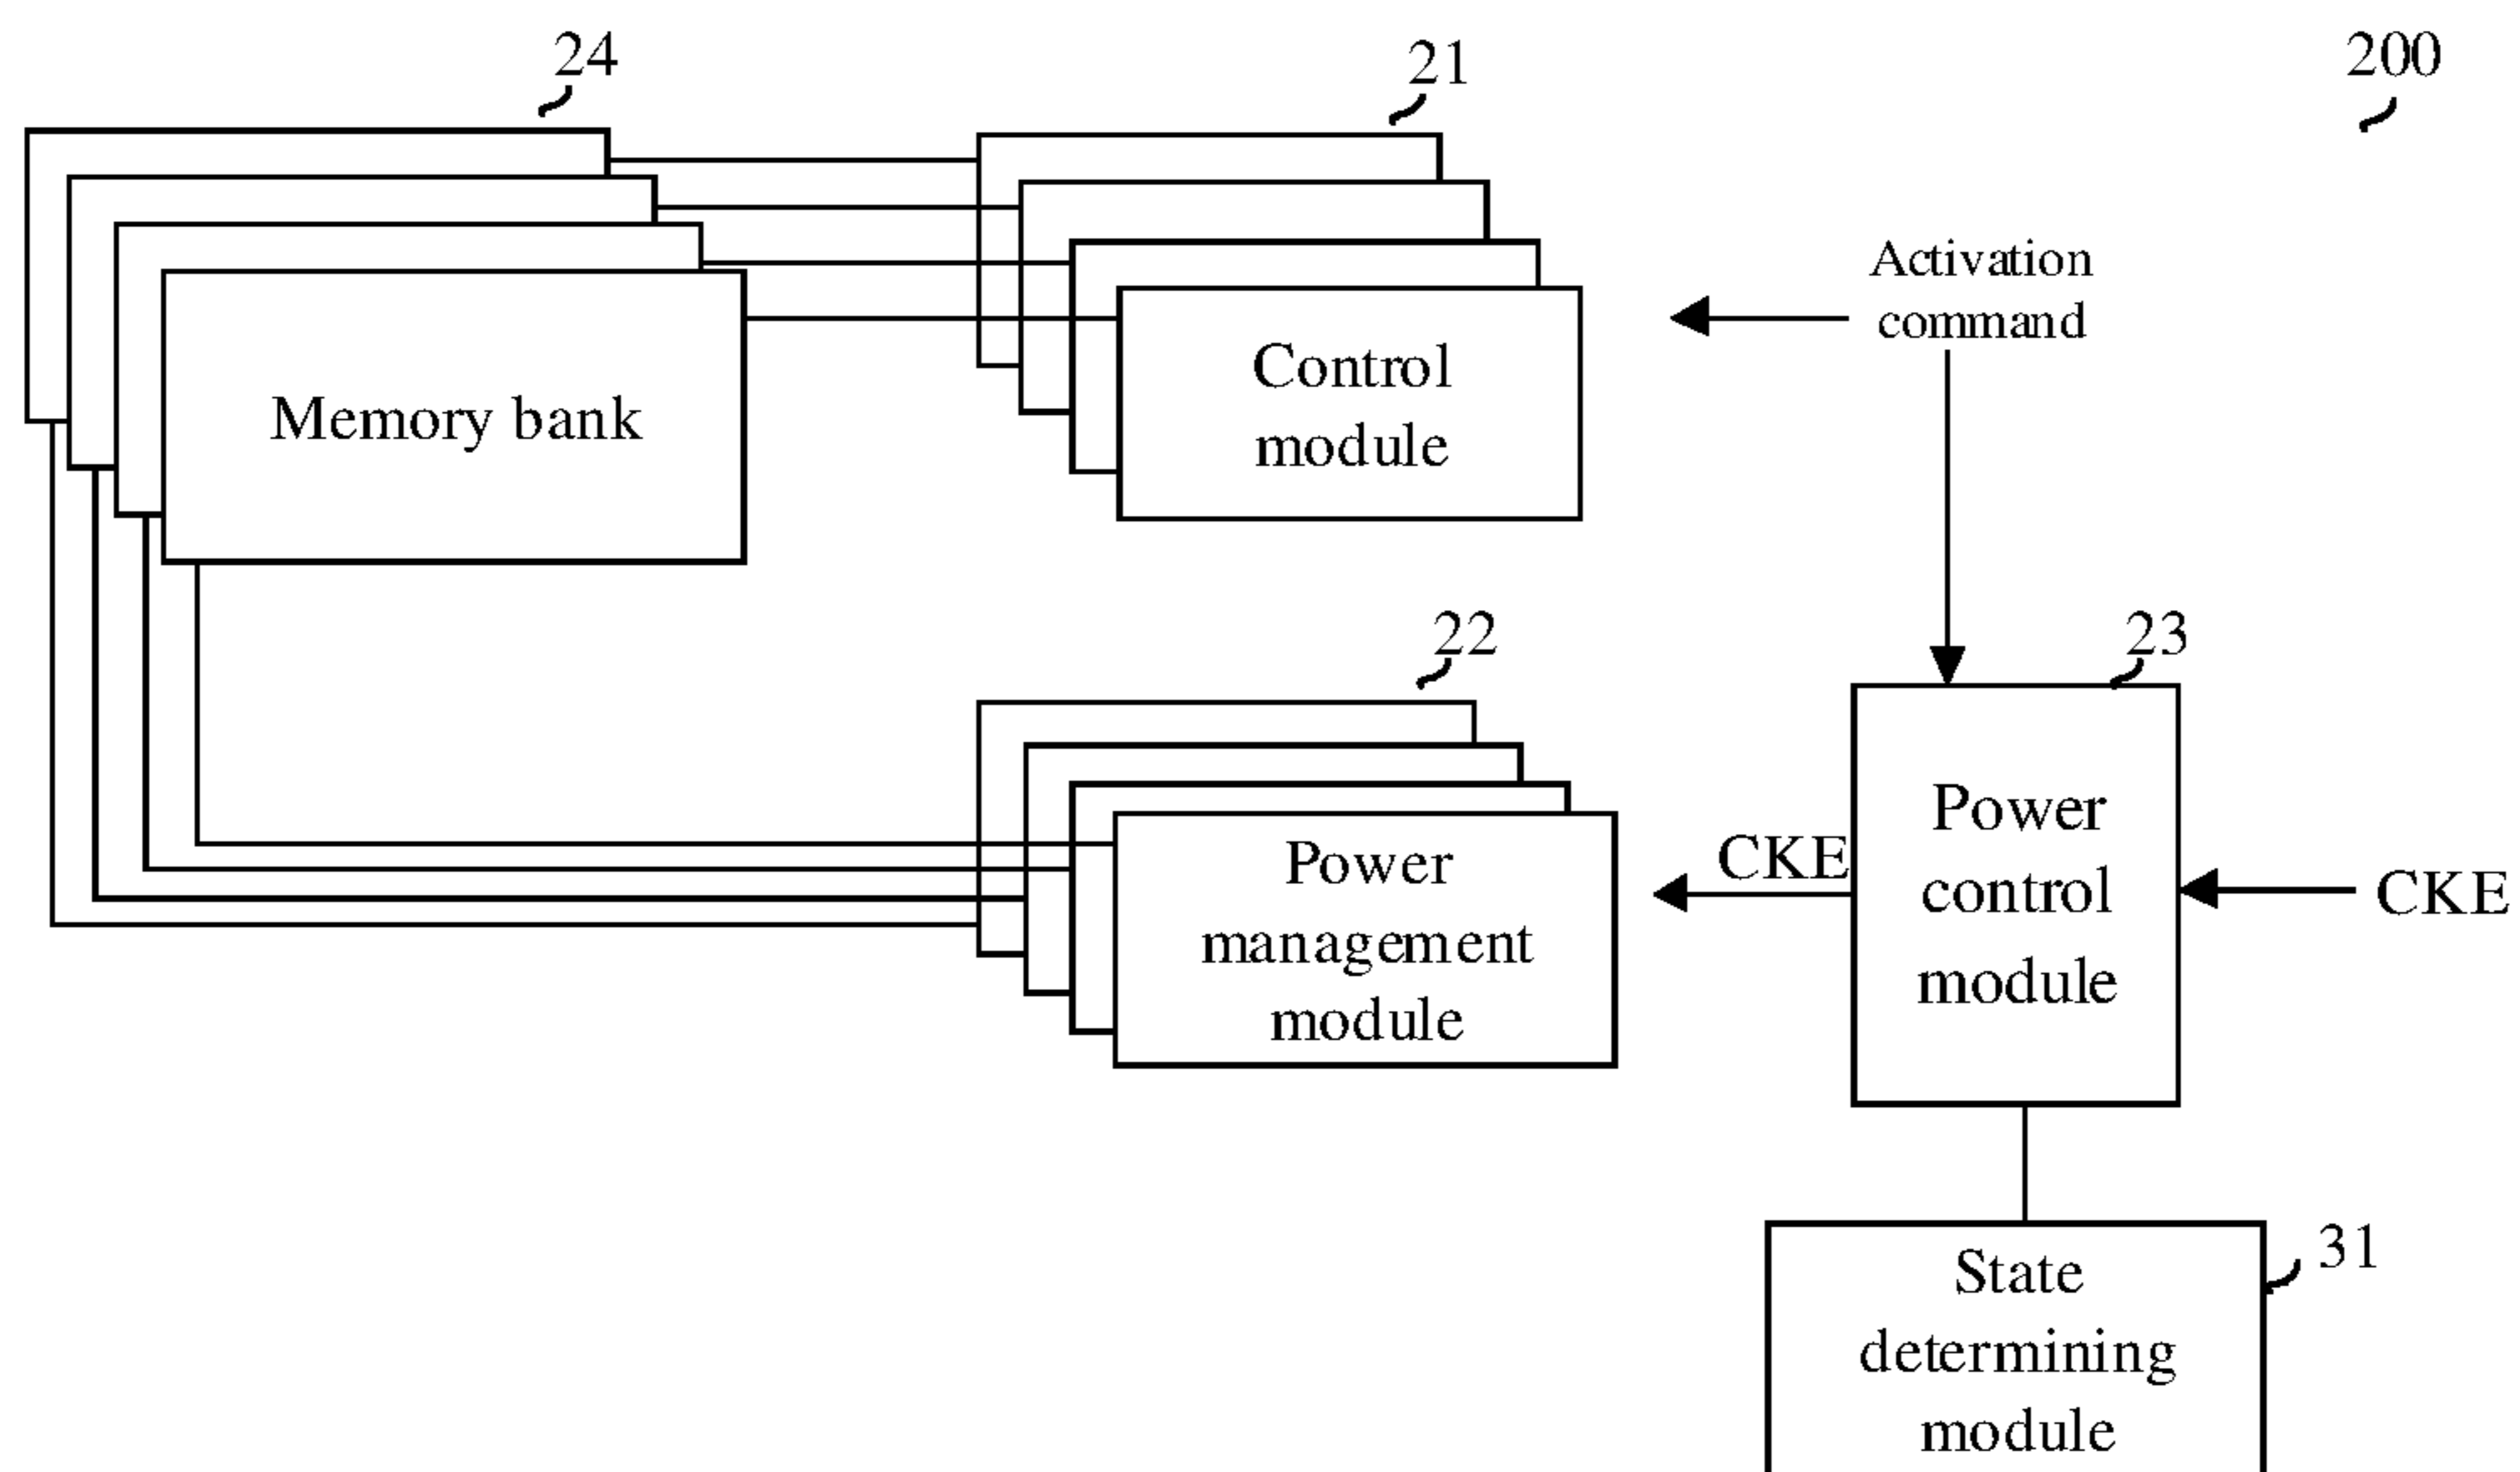 24
21
200
Activation
command
Memory bank
Control
module
22
23
Power
management
module
CKE
Power
control
module
CKE
31
State
determining
module